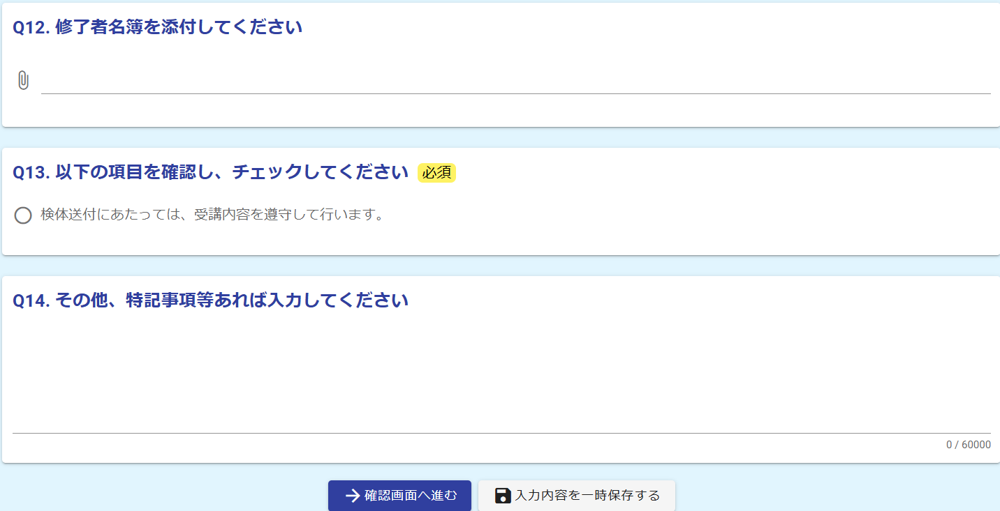 Q12. 修了者名簿を添付してください
Q13. 以下の項目を確認し、チェックしてください 必須
検体送付にあたっては、受講内容を遵守して行います。
Q14. その他、特記事項等あれば入力してください
0 / 60000
確認画面へ進む 入力内容を一時保存する